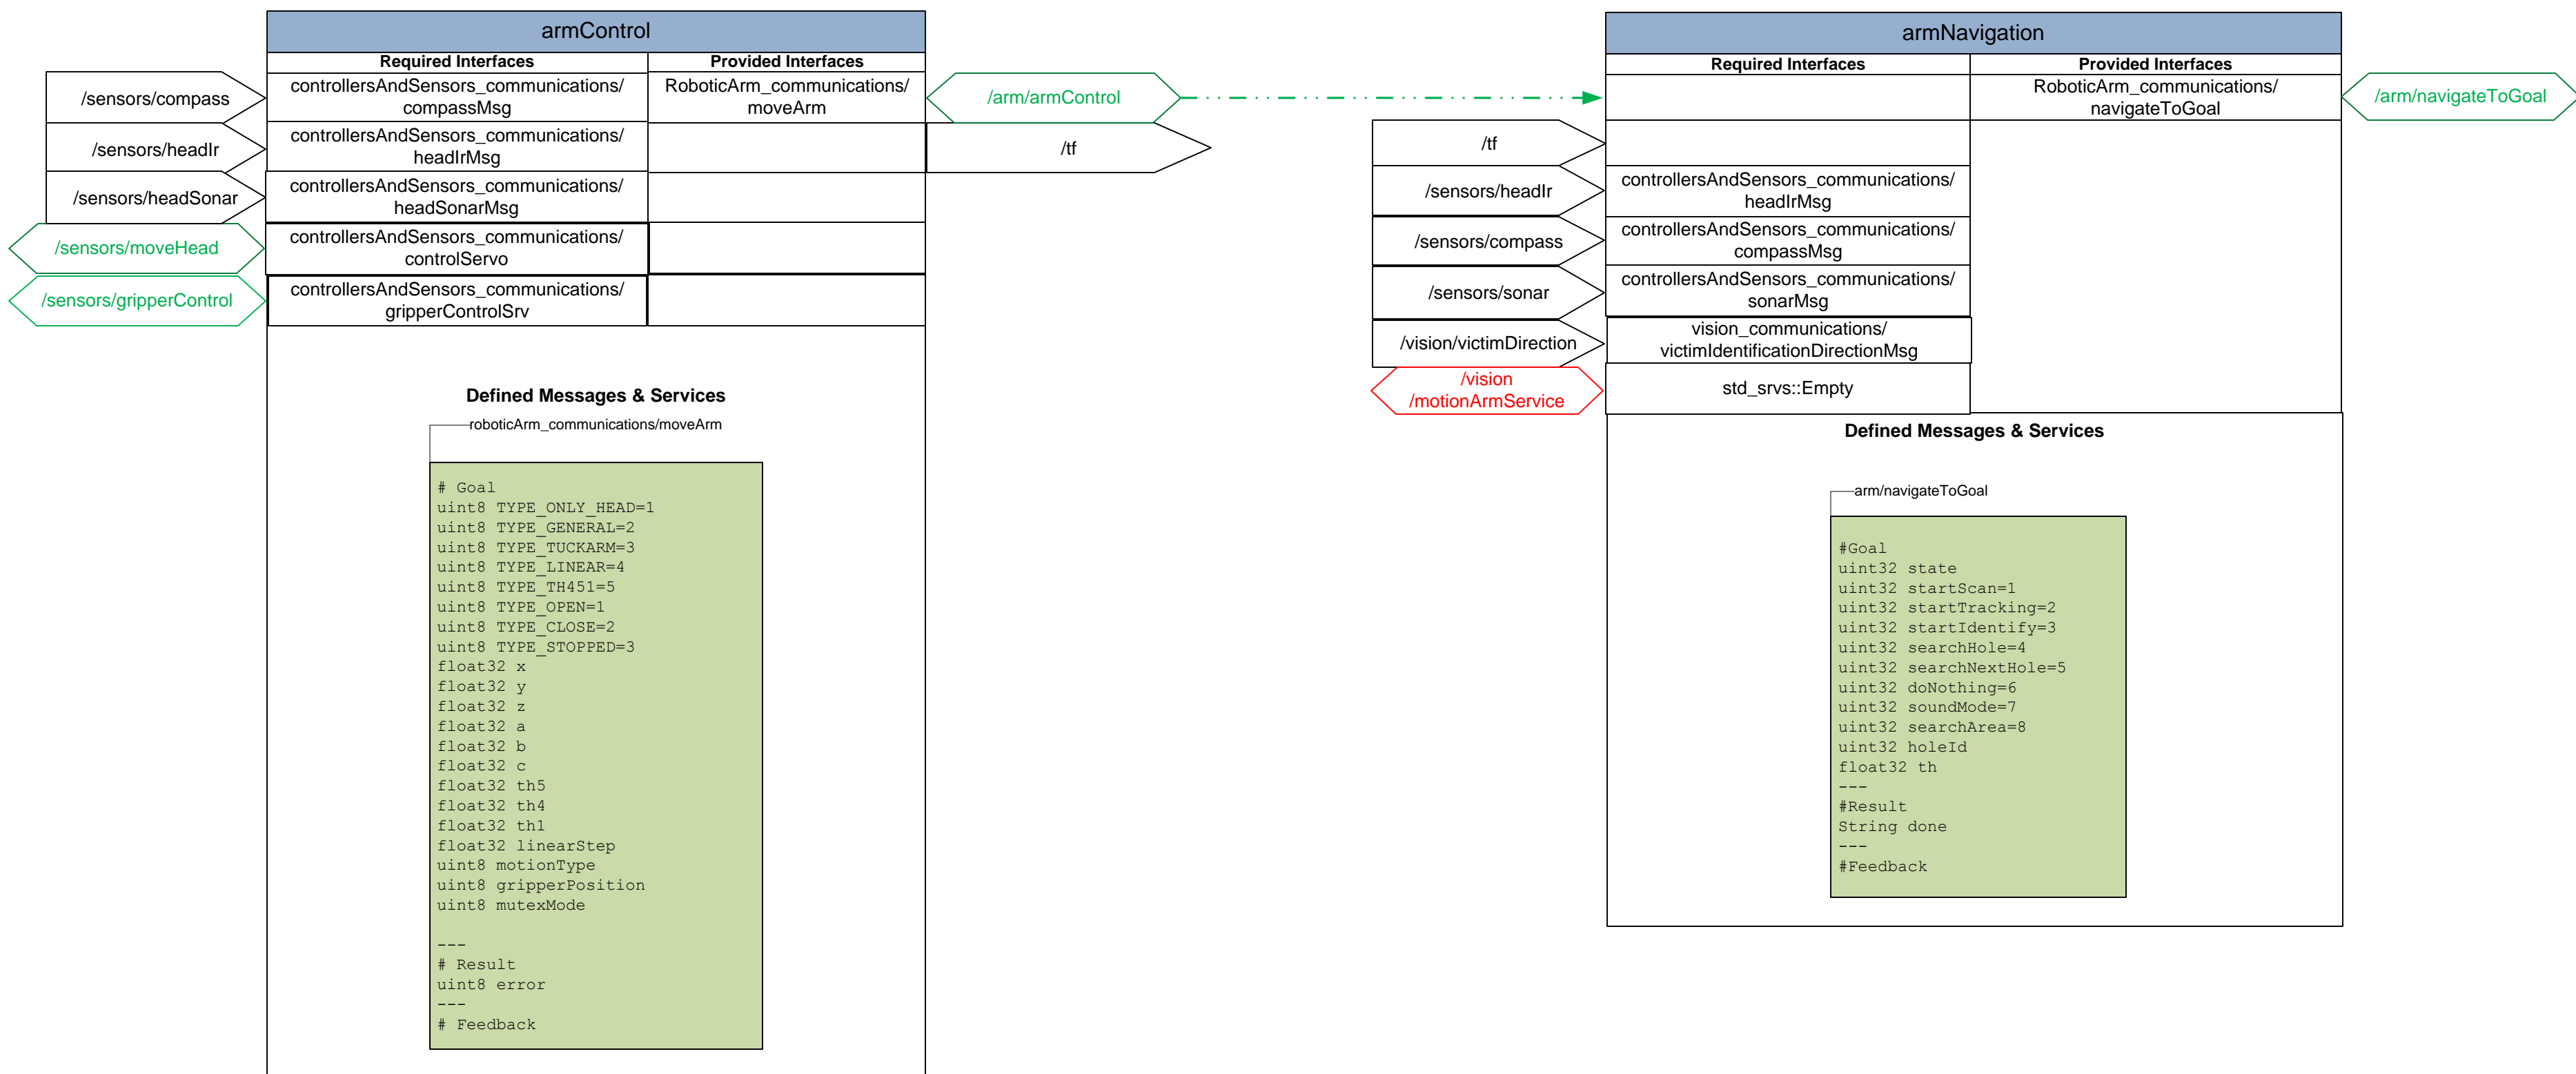 armControl
Required Interfaces
Provided Interfaces
/sensors/compass
controllersAndSensors_communications/
compassMsg
RoboticArm_communications/
moveArm
/arm/armControl
/sensors/headIr
controllersAndSensors_communications/
headIrMsg
/tf
/sensors/headSonar
controllersAndSensors_communications/
headSonarMsg
/sensors/moveHead
controllersAndSensors_communications/
controlServo
/sensors/gripperControl
controllersAndSensors_communications/
gripperControlSrv
Defined Messages & Services
roboticArm_communications/moveArm
# Goal
uint8 TYPE_ONLY_HEAD=1
uint8 TYPE_GENERAL=2
uint8 TYPE_TUCKARM=3
uint8 TYPE_LINEAR=4
uint8 TYPE_TH451=5
uint8 TYPE_OPEN=1
uint8 TYPE_CLOSE=2
uint8 TYPE_STOPPED=3
float32 x
float32 y
float32 z
float32 a
float32 b
float32 c
float32 th5
float32 th4
float32 th1
float32 linearStep
uint8 motionType
uint8 gripperPosition
uint8 mutexMode
---
# Result
uint8 error
---
# Feedback
armNavigation
Required Interfaces
Provided Interfaces
RoboticArm_communications/
navigateToGoal
/arm/navigateToGoal
/tf
/sensors/headIr
controllersAndSensors_communications/
headIrMsg
/sensors/compass
controllersAndSensors_communications/
compassMsg
/sensors/sonar
controllersAndSensors_communications/
sonarMsg
/vision/victimDirection
vision_communications/
victimIdentificationDirectionMsg
/vision
/motionArmService
std_srvs::Empty
Defined Messages & Services
arm/navigateToGoal
#Goal
uint32 state
uint32 startScan=1
uint32 startTracking=2
uint32 startIdentify=3
uint32 searchHole=4
uint32 searchNextHole=5
uint32 doNothing=6
uint32 soundMode=7
uint32 searchArea=8
uint32 holeId
float32 th
---
#Result
String done
---
#Feedback